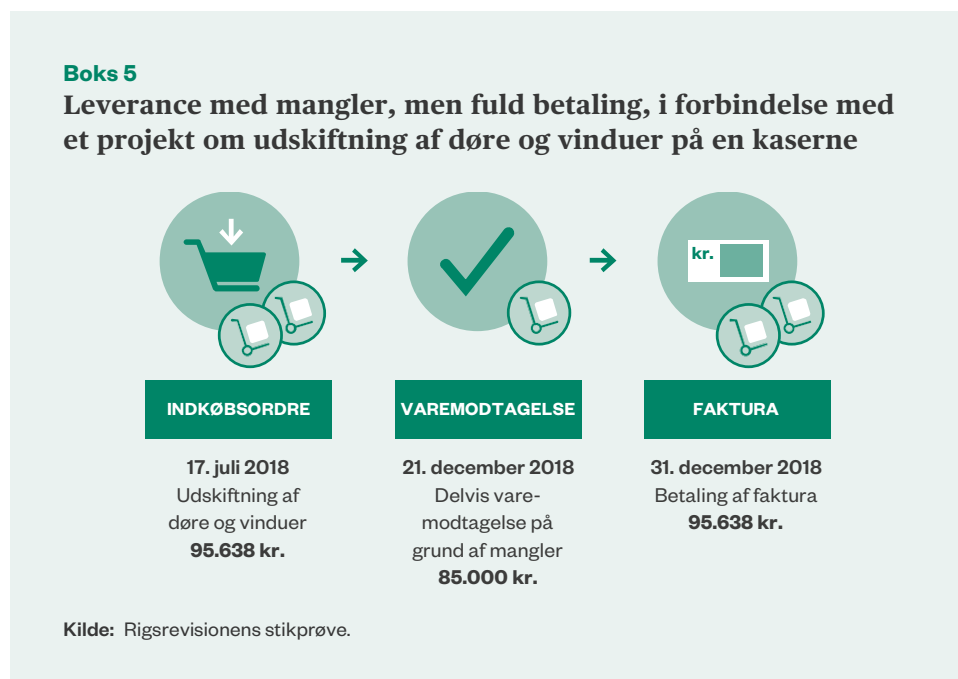 Boks 5
Leverance med mangler, men fuld betaling, i forbindelse med
et projekt om udskiftning af døre og vinduer på en kaserne
kr.
INDKØBSORDRE
17. juli 2018
Udskiftning af
døre og vinduer
95.638 kr.
VAREMODTAGELSE
21. december 2018
Delvis vare-
modtagelse på
grund af mangler
85.000 kr.
FAKTURA
31. december 2018
Betaling af faktura
95.638 kr.
Kilde: Rigsrevisionens stikprøve.